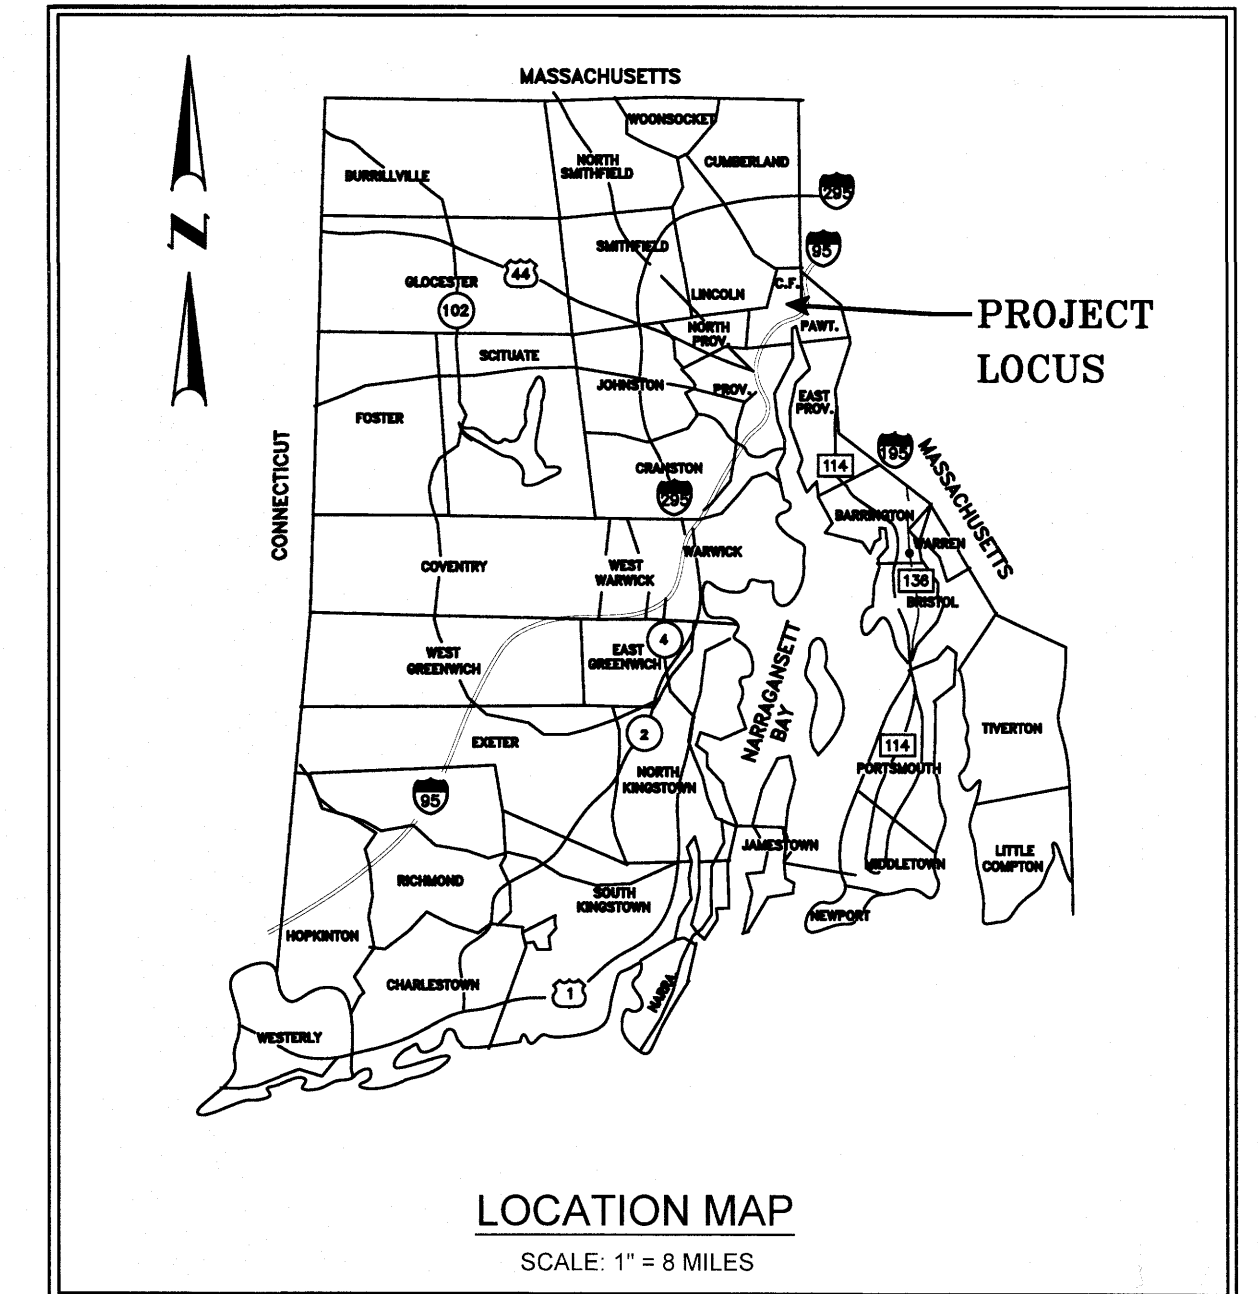 MASSACHUSETTS
WOONSOCKET
NORTH
SMITHFIELD
CUMBERLAND
BURRILLVILLE
295
N
SMITHFIELD
95
44
GLOCESTER
C.F.
LINCOLN
102
PROJECT
LOCUS
NORTH
PROV.
PAWT.
SCITUATE
JOHNSTON
PROV.
EAST
PROV.
FOSTER
CONNECTICUT
195
MASSACHUSETTS
114
CRANSTON
295
BARRINGTON
WARREN
WARWICK
COVENTRY
WEST
WARWICK
136
BRISTOL
4
EAST
GREENWICH
WEST
GREENWICH
NARRAGANSETT
BAY
2
TIVERTON
EXETER
114
PORTSMOUTH
NORTH
KINGSTOWN
95
JAMESTOWN
MIDDLETOWN
LITTLE
COMPTON
RICHMOND
SOUTH
KINGSTOWN
NEWPORT
HOPKINTON
CHARLESTOWN
1
NARRA.
WESTERLY
LOCATION MAP
SCALE: 1" = 8 MILES